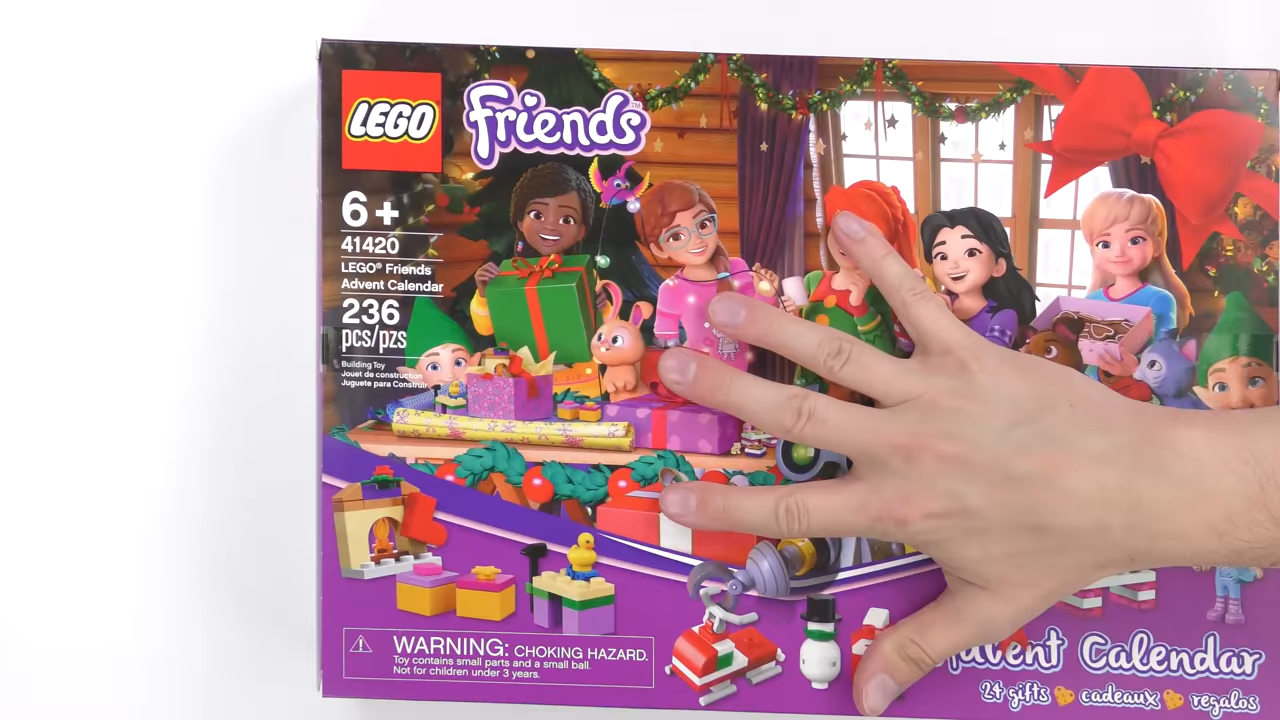 LEGO
Friends™
6+
41420
LEGO® Friends
Advent Calendar
236
pcs/pzs
Building Toy
Jouet de construction
Juguete para Construir
WARNING: CHOKING HAZARD.
Toy contains small parts and a small ball.
Not for children under 3 years.
Advent Calendar
24 gifts cadeaux regalos